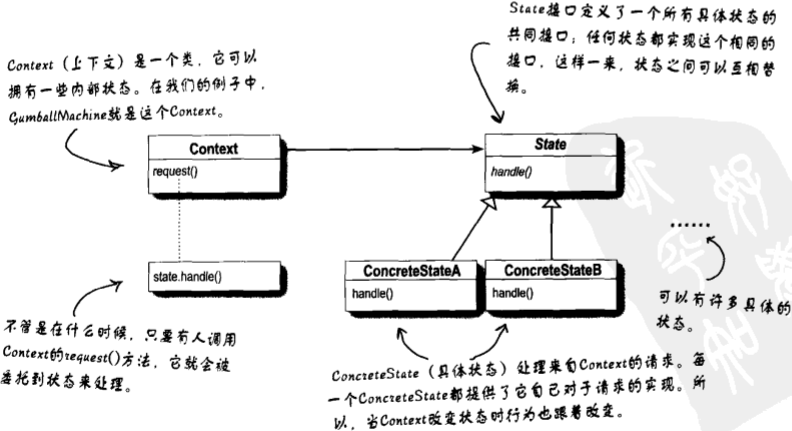 State接口定义了一个所有具体状态的
共同接口；任何状态都实现这个相同的
接口，这样一来，状态之间可以互相替
换。
Context（上下文）是一个类，它可以
拥有一些内部状态。在我们的例子中，
GumballMachine就是这个Context。
Context
request()
State
handle()
state.handle()
ConcreteStateA
handle()
ConcreteStateB
handle()
......
可以有许多具体的
状态。
不管是在什么时候，只要有人调用
Context的request()方法，它就会被
委托到状态来处理。
ConcreteState（具体状态）处理来自Context的请求。每
一个ConcreteState都提供了它自己对于请求的实现。所
以，当Context改变状态时行为也跟着改变。